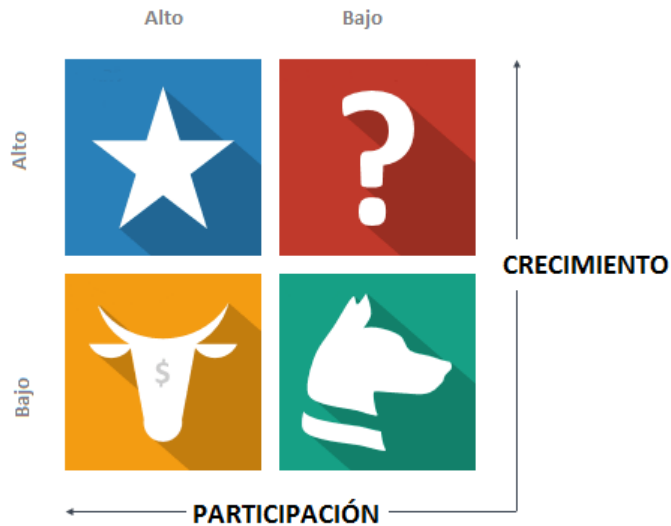 Alto Bajo
Alto
?
CRECIMIENTO
$
Bajo
PARTICIPACIÓN